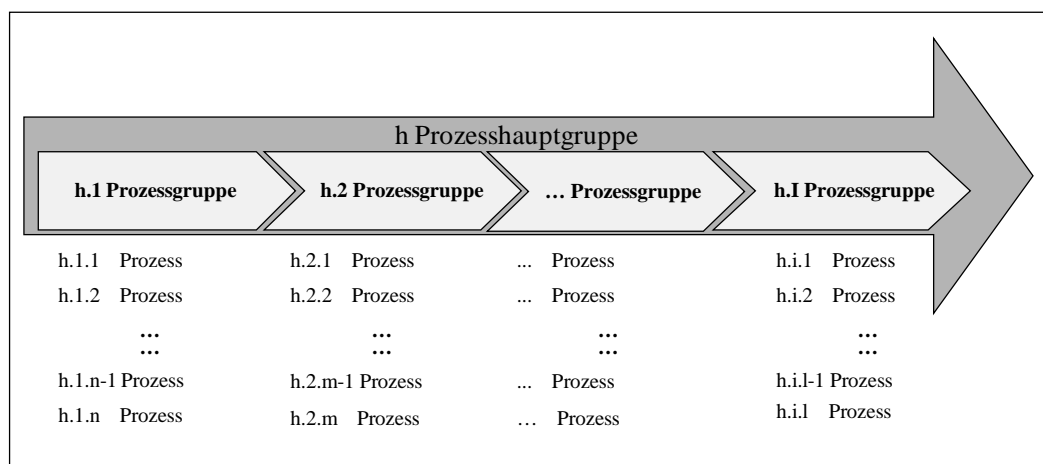 h Prozesshauptgruppe
h.1 Prozessgruppe h.2 Prozessgruppe … Prozessgruppe h.I Prozessgruppe
h.1.1 Prozess h.2.1 Prozess ... Prozess h.i.1 Prozess
h.1.2 Prozess h.2.2 Prozess ... Prozess h.i.2 Prozess
… … … …
… … … …
h.1.n-1 Prozess h.2.m-1 Prozess ... Prozess h.i.l-1 Prozess
h.1.n Prozess h.2.m Prozess … Prozess h.i.l Prozess